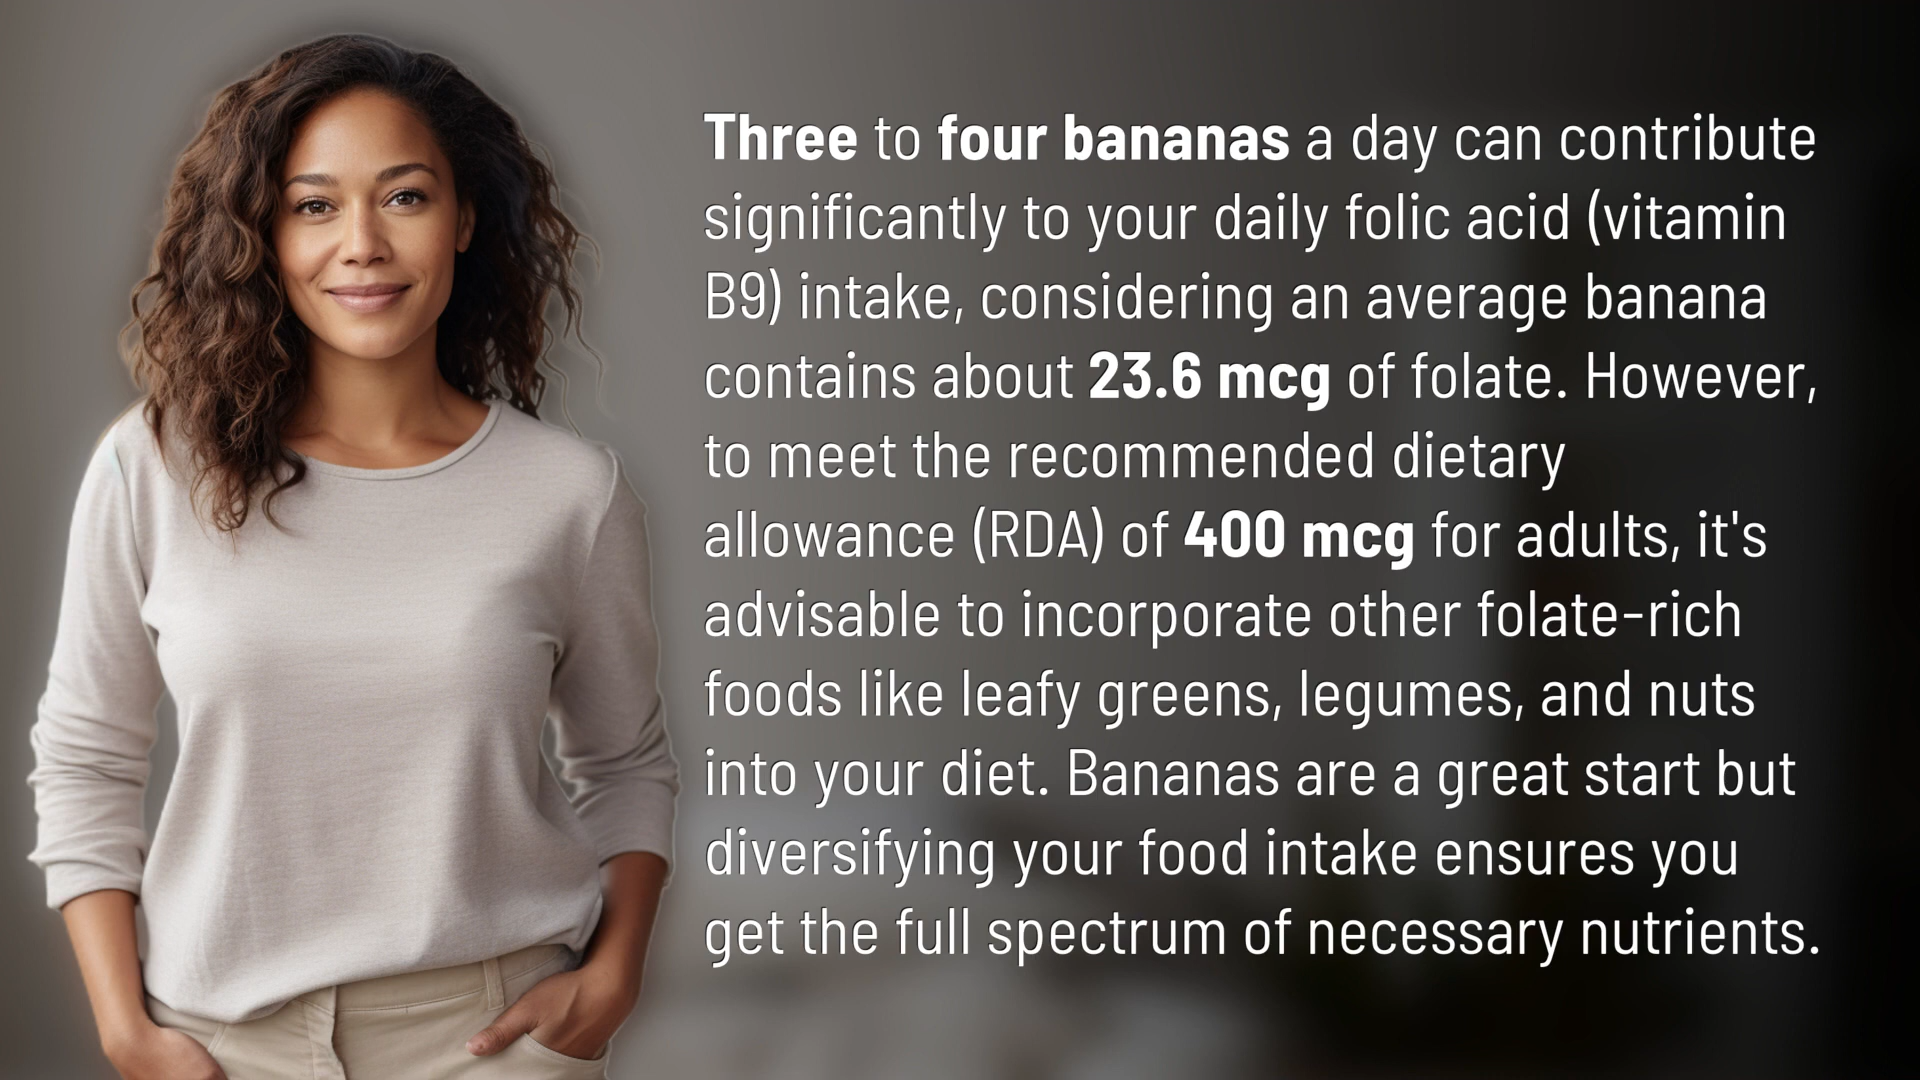 Three to four bananas a day can contribute
significantly to your daily folic acid (vitamin
B9) intake, considering an average banana
contains about 23.6 mcg of folate. However,
to meet the recommended dietary
allowance (RDA) of 400 mcg for adults, it's
advisable to incorporate other folate-rich
foods like leafy greens, legumes, and nuts
into your diet. Bananas are a great start but
diversifying your food intake ensures you
get the full spectrum of necessary nutrients.